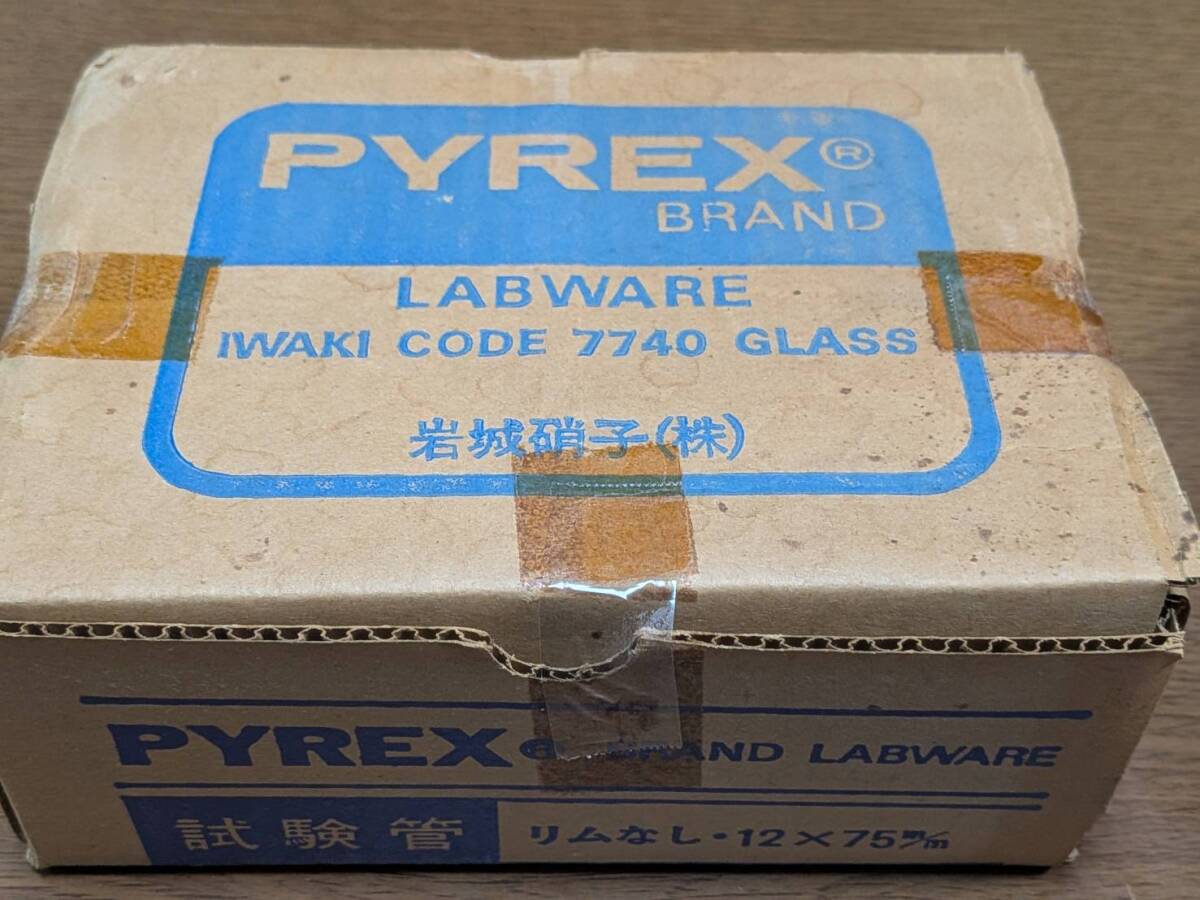 PYREX®
BRAND
LABWARE
IWAKI CODE 7740 GLASS
岩城硝子(株)
PYREX® BRAND LABWARE
試験管 リムなし・12×75m/m